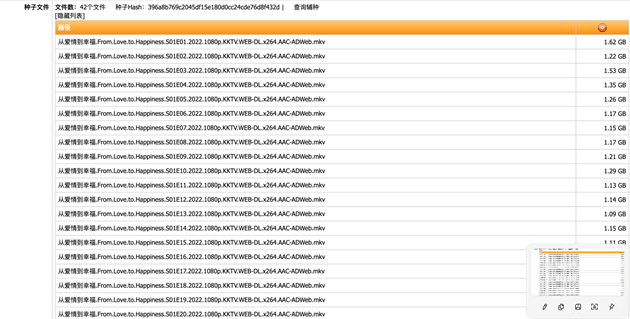 种子文件 文件数：42个文件 种子Hash：396a8b769c2045df15e180d0cc24cde76d8f432d | 查询辅种
[隐藏列表]
路径
从爱情到幸福.From.Love.to.Happiness.S01E01.2022.1080p.KKTV.WEB-DL.x264.AAC-ADWeb.mkv 1.62 GB
从爱情到幸福.From.Love.to.Happiness.S01E02.2022.1080p.KKTV.WEB-DL.x264.AAC-ADWeb.mkv 1.22 GB
从爱情到幸福.From.Love.to.Happiness.S01E03.2022.1080p.KKTV.WEB-DL.x264.AAC-ADWeb.mkv 1.53 GB
从爱情到幸福.From.Love.to.Happiness.S01E04.2022.1080p.KKTV.WEB-DL.x264.AAC-ADWeb.mkv 1.35 GB
从爱情到幸福.From.Love.to.Happiness.S01E05.2022.1080p.KKTV.WEB-DL.x264.AAC-ADWeb.mkv 1.26 GB
从爱情到幸福.From.Love.to.Happiness.S01E06.2022.1080p.KKTV.WEB-DL.x264.AAC-ADWeb.mkv 1.17 GB
从爱情到幸福.From.Love.to.Happiness.S01E07.2022.1080p.KKTV.WEB-DL.x264.AAC-ADWeb.mkv 1.15 GB
从爱情到幸福.From.Love.to.Happiness.S01E08.2022.1080p.KKTV.WEB-DL.x264.AAC-ADWeb.mkv 1.17 GB
从爱情到幸福.From.Love.to.Happiness.S01E09.2022.1080p.KKTV.WEB-DL.x264.AAC-ADWeb.mkv 1.21 GB
从爱情到幸福.From.Love.to.Happiness.S01E10.2022.1080p.KKTV.WEB-DL.x264.AAC-ADWeb.mkv 1.29 GB
从爱情到幸福.From.Love.to.Happiness.S01E11.2022.1080p.KKTV.WEB-DL.x264.AAC-ADWeb.mkv 1.13 GB
从爱情到幸福.From.Love.to.Happiness.S01E12.2022.1080p.KKTV.WEB-DL.x264.AAC-ADWeb.mkv 1.14 GB
从爱情到幸福.From.Love.to.Happiness.S01E13.2022.1080p.KKTV.WEB-DL.x264.AAC-ADWeb.mkv 1.09 GB
从爱情到幸福.From.Love.to.Happiness.S01E14.2022.1080p.KKTV.WEB-DL.x264.AAC-ADWeb.mkv 1.15 GB
从爱情到幸福.From.Love.to.Happiness.S01E15.2022.1080p.KKTV.WEB-DL.x264.AAC-ADWeb.mkv 1.11 GB
从爱情到幸福.From.Love.to.Happiness.S01E16.2022.1080p.KKTV.WEB-DL.x264.AAC-ADWeb.mkv
从爱情到幸福.From.Love.to.Happiness.S01E17.2022.1080p.KKTV.WEB-DL.x264.AAC-ADWeb.mkv
从爱情到幸福.From.Love.to.Happiness.S01E18.2022.1080p.KKTV.WEB-DL.x264.AAC-ADWeb.mkv
从爱情到幸福.From.Love.to.Happiness.S01E19.2022.1080p.KKTV.WEB-DL.x264.AAC-ADWeb.mkv
从爱情到幸福.From.Love.to.Happiness.S01E20.2022.1080p.KKTV.WEB-DL.x264.AAC-ADWeb.mkv